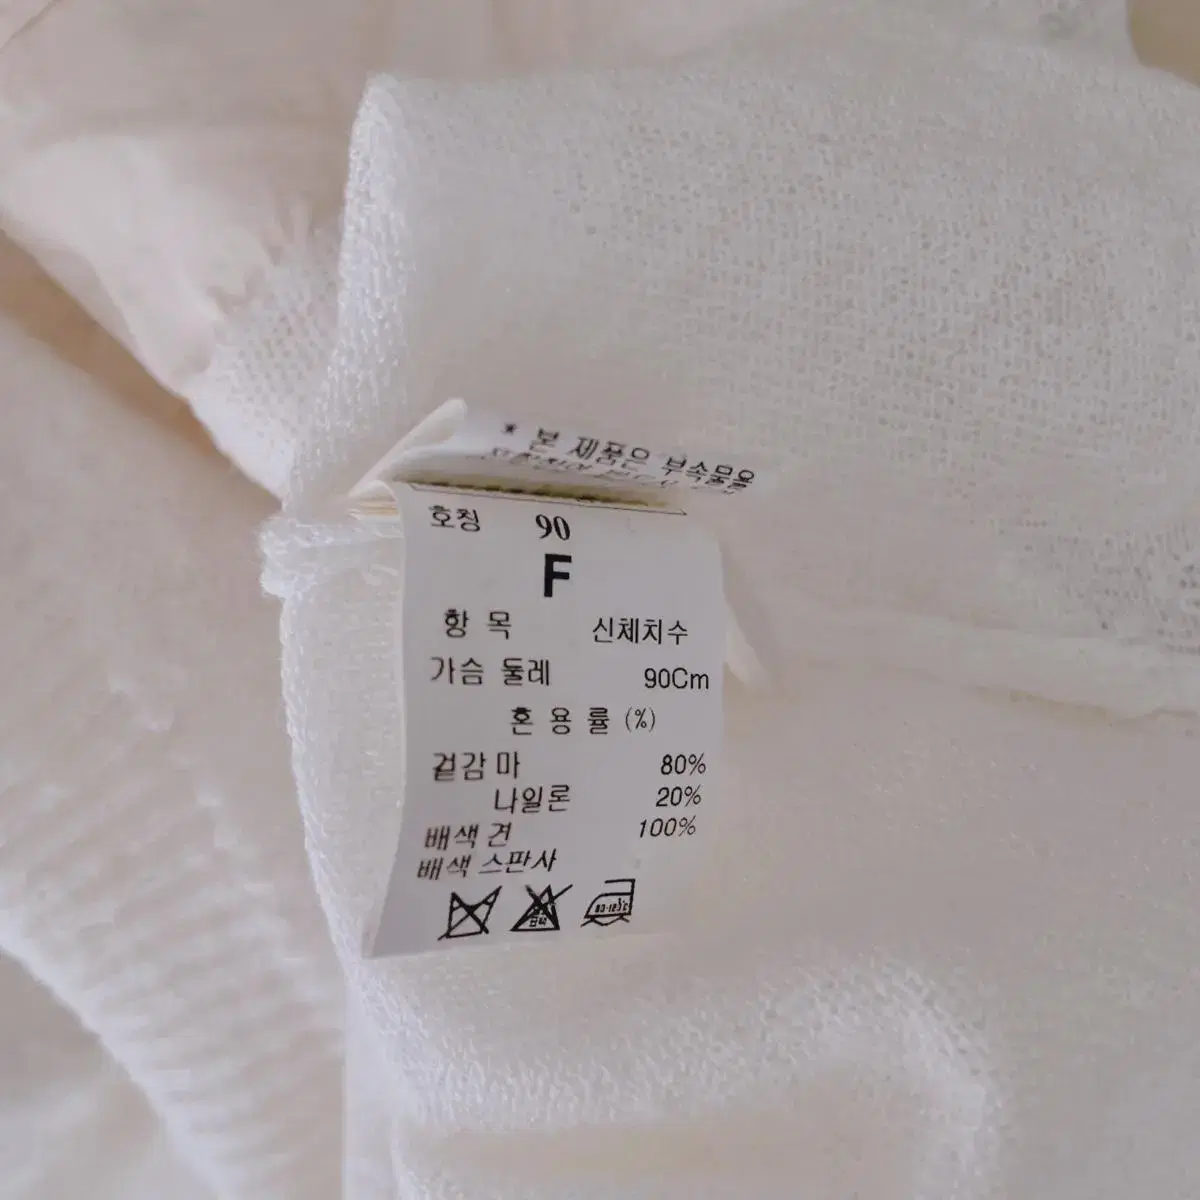 * 본 제품은 부속물을
호칭 90
F
항 목 신체치수
가슴 둘레 90Cm
혼 용 률 (%)
겉감 마 80%
나일론 20%
배색 견 100%
배색 스판사